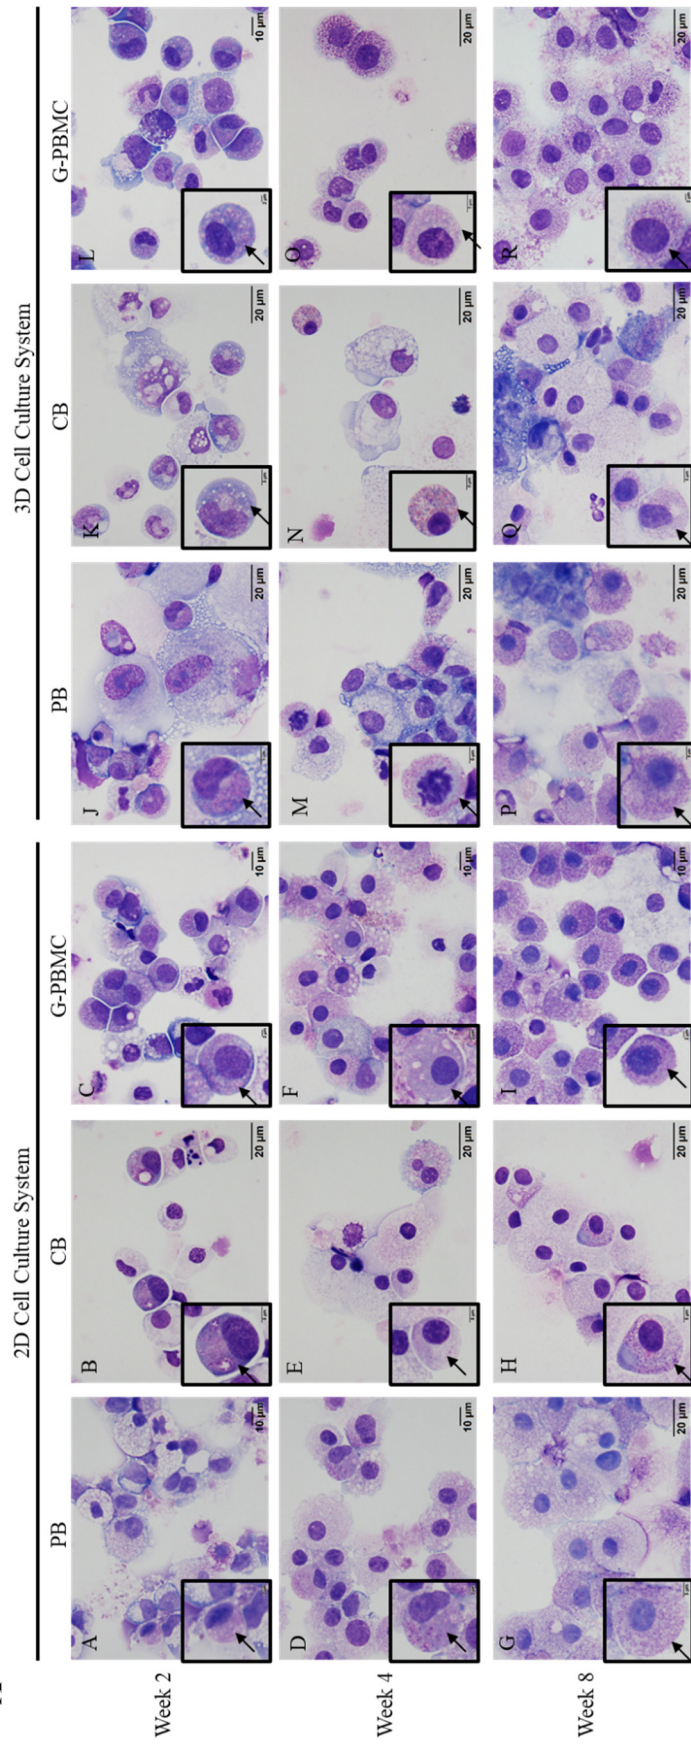 2D Cell Culture System 3D Cell Culture System
PB CB G-PBMC PB CB G-PBMC
Week 2
A B C J K L
10 µm 20 µm 10 µm 20 µm 20 µm 10 µm
Week 4
D E F M N O
10 µm 20 µm 10 µm 20 µm 20 µm 20 µm
Week 8
G H I P Q R
20 µm 20 µm 10 µm 20 µm 20 µm 20 µm